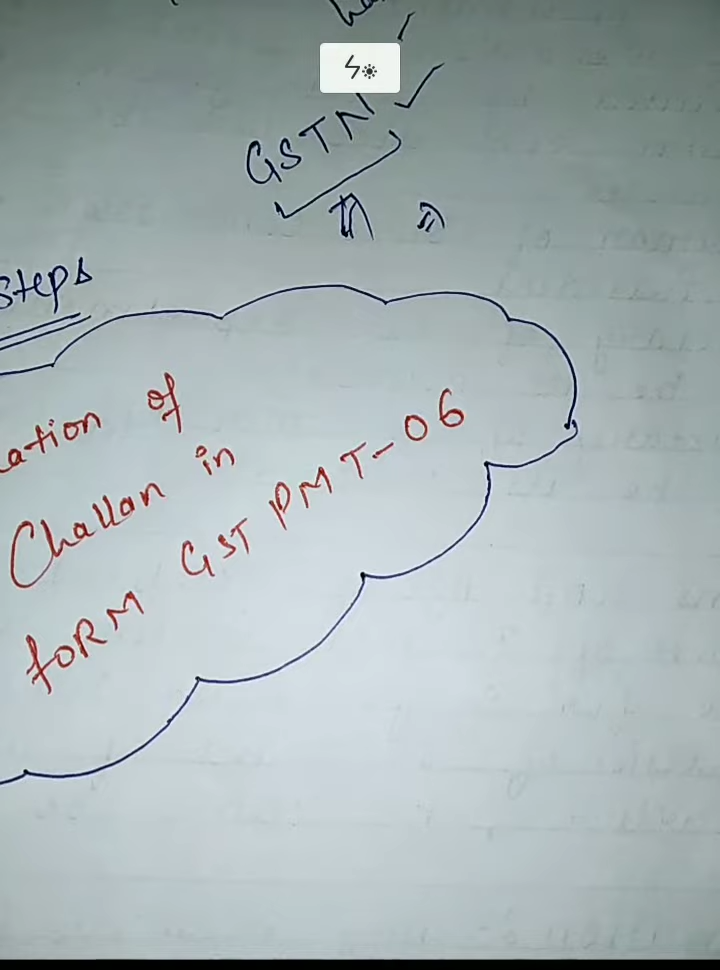 GSTN
Steps
ation of
Challan in
FORM GST PMT-06